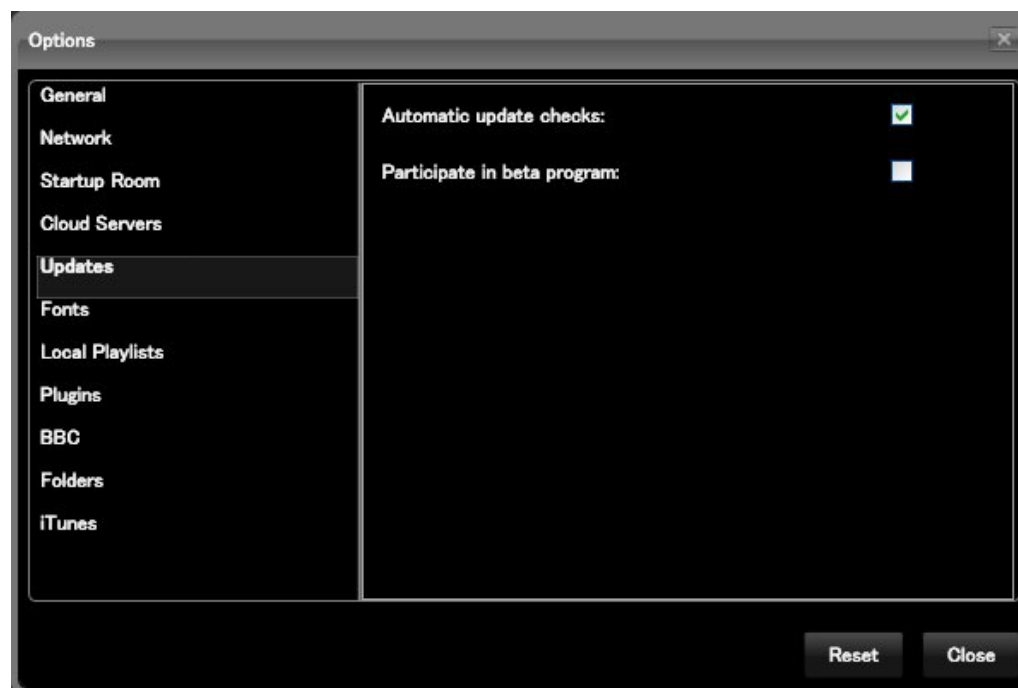 Options
General
Network
Startup Room
Cloud Servers
Updates
Fonts
Local Playlists
Plugins
BBC
Folders
iTunes
Automatic update checks:
Participate in beta program:
Reset
Close